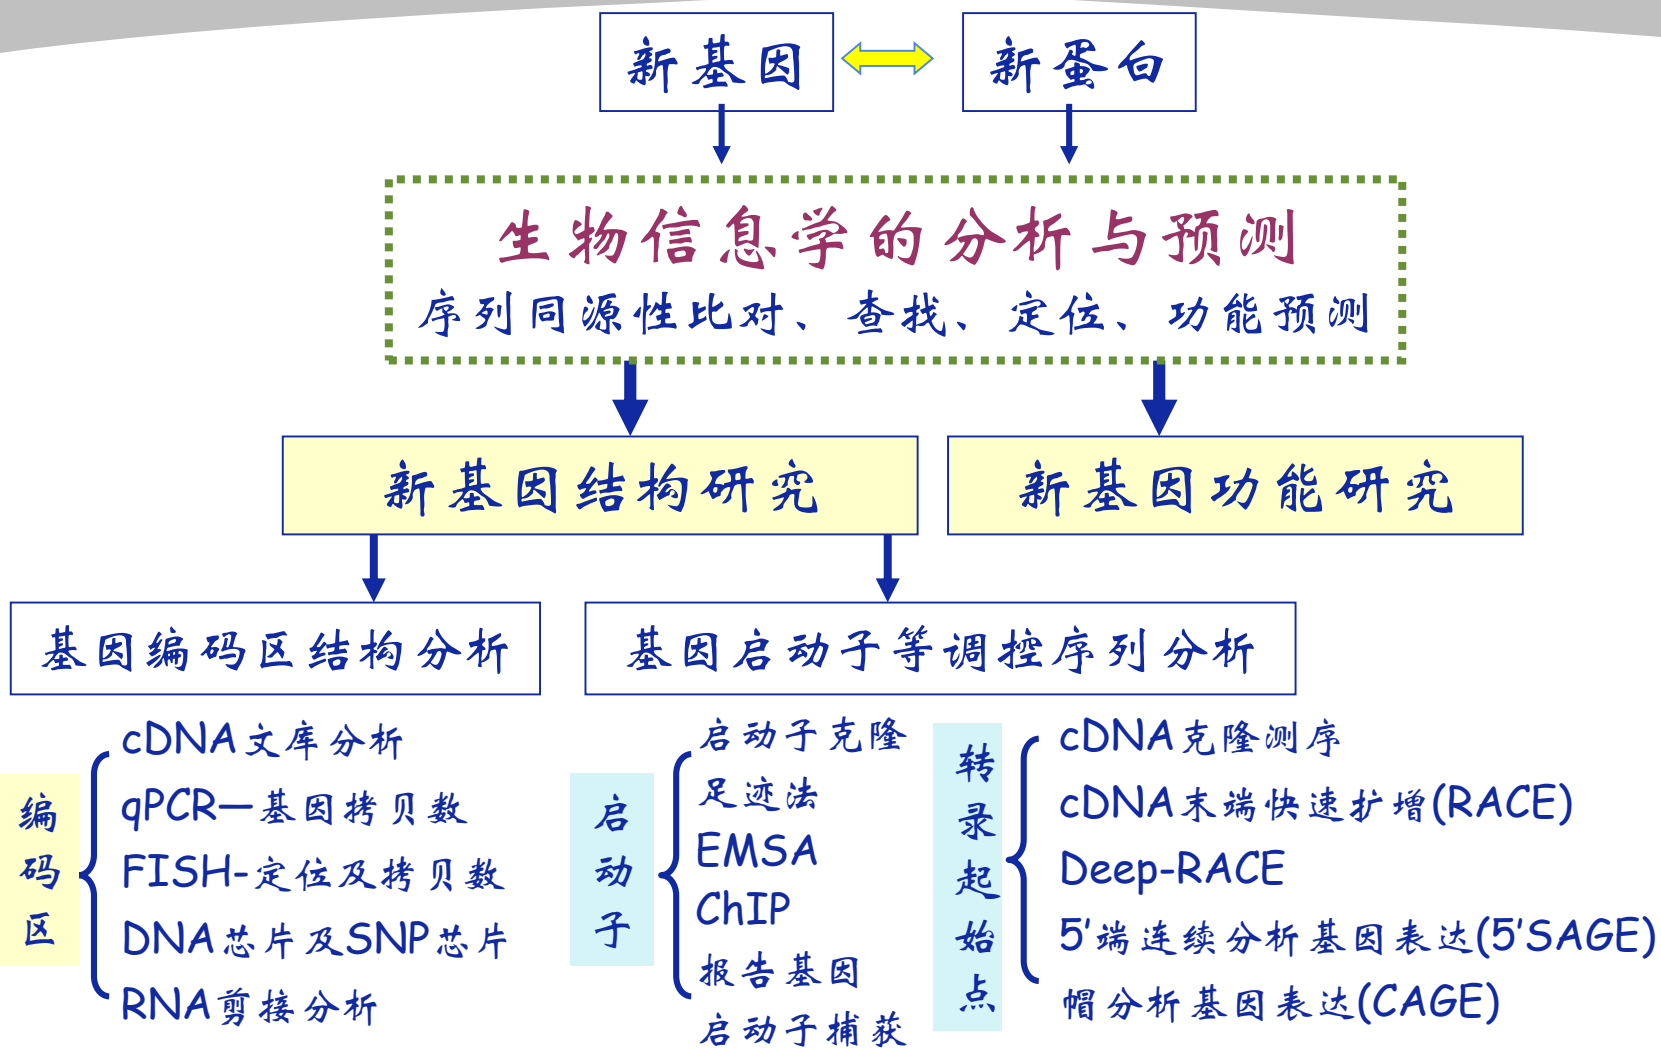 新基因
新蛋白
生物信息学的分析与预测
序列同源性比对、查找、定位、功能预测
新基因结构研究
新基因功能研究
基因编码区结构分析
基因启动子等调控序列分析
编码区
cDNA文库分析
qPCR—基因拷贝数
FISH-定位及拷贝数
DNA芯片及SNP芯片
RNA剪接分析
启动子
启动子克隆
足迹法
EMSA
ChIP
报告基因
启动子捕获
转录起始点
cDNA克隆测序
cDNA末端快速扩增(RACE)
Deep-RACE
5'端连续分析基因表达(5'SAGE)
帽分析基因表达(CAGE)